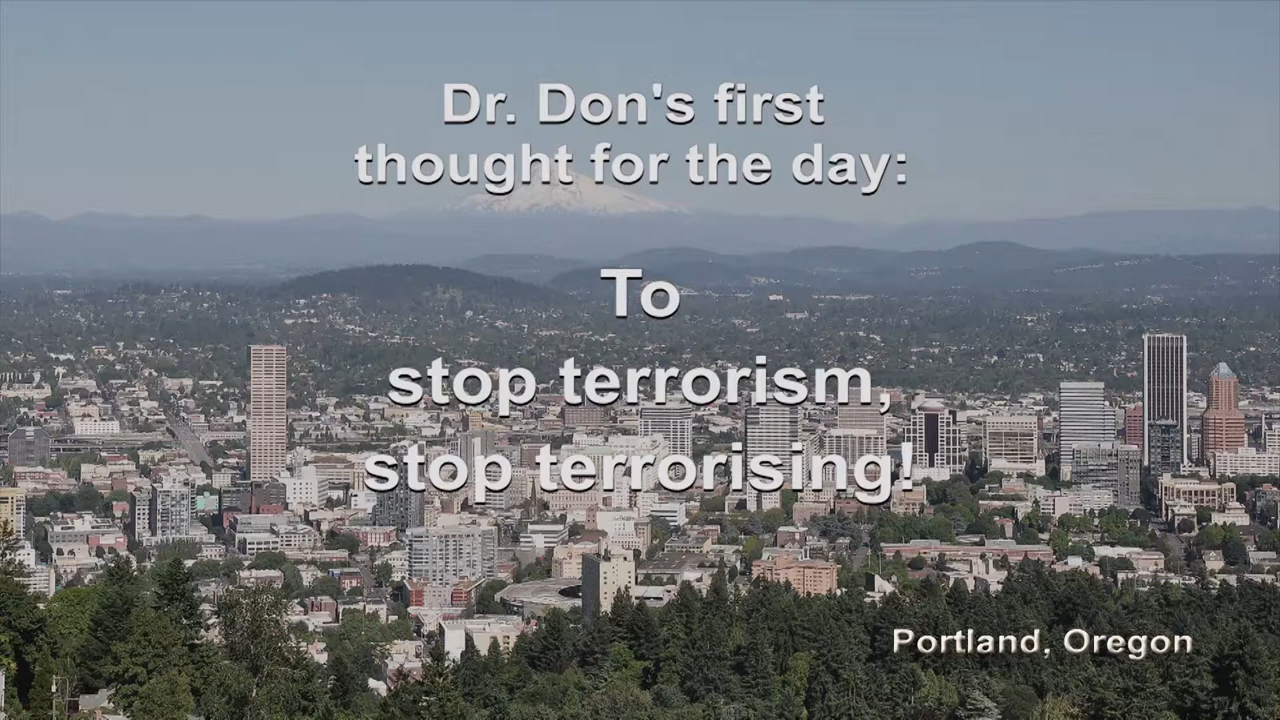 Dr. Don's first
thought for the day:
To
stop terrorism,
stop terrorising!
Portland, Oregon